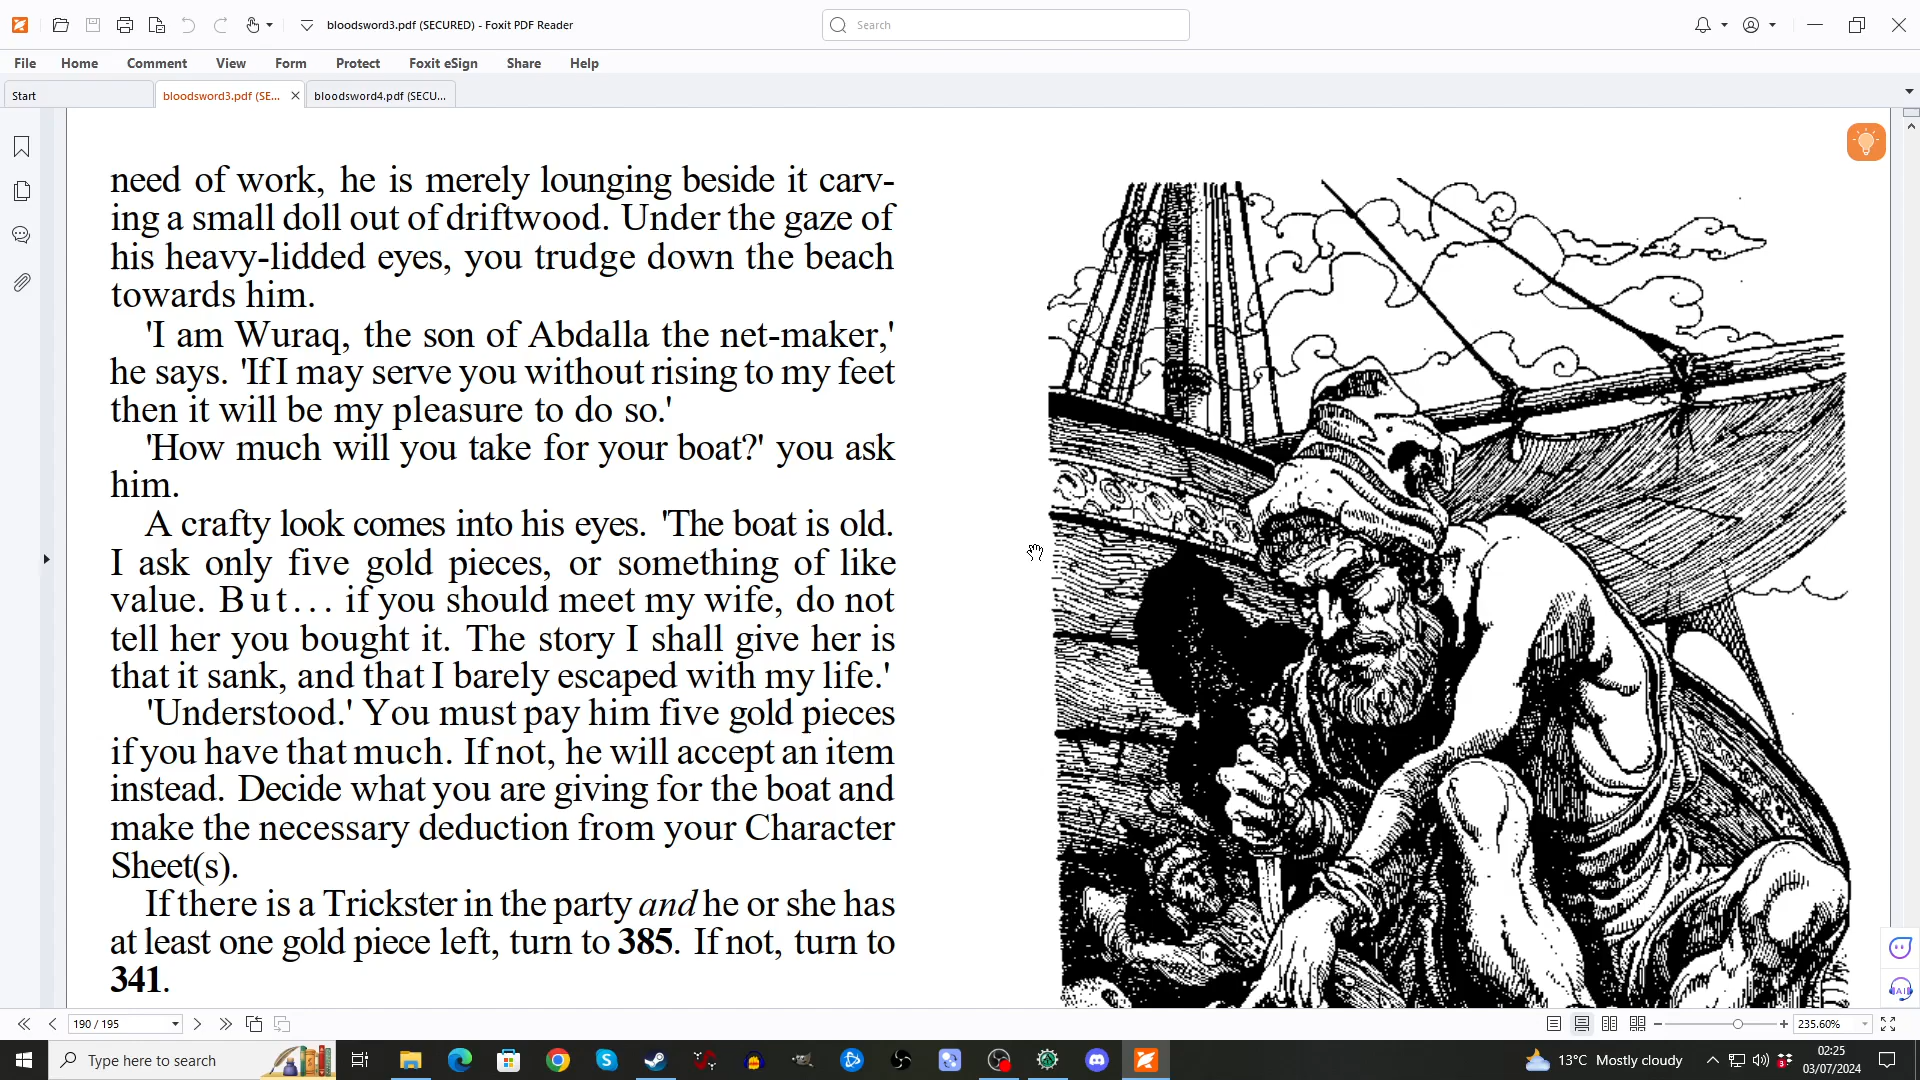 bloodsword3.pdf (SECURED) - Foxit PDF Reader
Search
File Home Comment View Form Protect Foxit eSign Share Help
Start
bloodsword3.pdf (SE...
bloodsword4.pdf (SECU...
need of work, he is merely lounging beside it carv-
ing a small doll out of driftwood. Under the gaze of
his heavy-lidded eyes, you trudge down the beach
towards him.
'I am Wuraq, the son of Abdalla the net-maker,'
he says. 'If I may serve you without rising to my feet
then it will be my pleasure to do so.'
'How much will you take for your boat?' you ask
him.
A crafty look comes into his eyes. 'The boat is old.
I ask only five gold pieces, or something of like
value. But... if you should meet my wife, do not
tell her you bought it. The story I shall give her is
that it sank, and that I barely escaped with my life.'
'Understood.' You must pay him five gold pieces
if you have that much. If not, he will accept an item
instead. Decide what you are giving for the boat and
make the necessary deduction from your Character
Sheet(s).
If there is a Trickster in the party and he or she has
at least one gold piece left, turn to 385. If not, turn to
341.
190 / 195
235.60%
Type here to search
13°C Mostly cloudy
02:25
03/07/2024